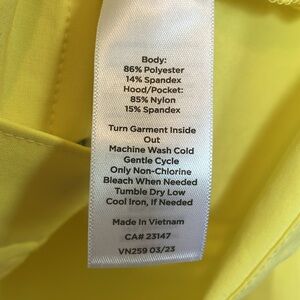 Body:
86% Polyester
14% Spandex
Hood/Pocket:
85% Nylon
15% Spandex
Turn Garment Inside
Out
Machine Wash Cold
Gentle Cycle
Only Non-Chlorine
Bleach When Needed
Tumble Dry Low
Cool Iron, If Needed
Made In Vietnam
CA# 23147
VN259 03/23